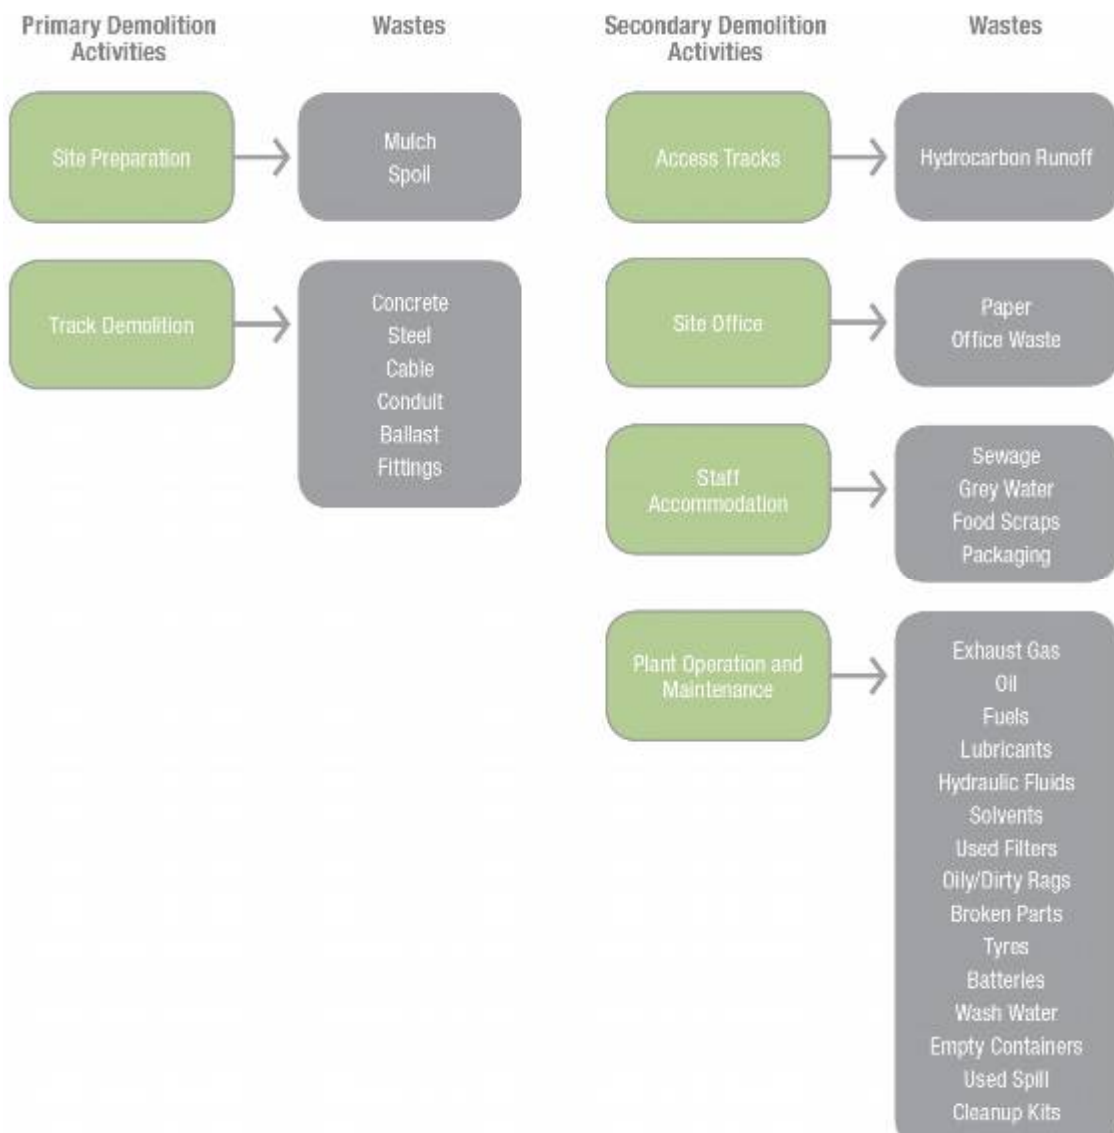 Primary Demolition
Activities
Wastes
Site Preparation
Mulch
Spoil
Track Demolition
Concrete
Steel
Cable
Conduit
Ballast
Fittings
Secondary Demolition
Activities
Wastes
Access Tracks
Hydrocarbon Runoff
Site Office
Paper
Office Waste
Staff
Accommodation
Sewage
Grey Water
Food Scraps
Packaging
Plant Operation and
Maintenance
Exhaust Gas
Oil
Fuels
Lubricants
Hydraulic Fluids
Solvents
Used Filters
Oily/Dirty Rags
Broken Parts
Tyres
Batteries
Wash Water
Empty Containers
Used Spill
Cleanup Kits